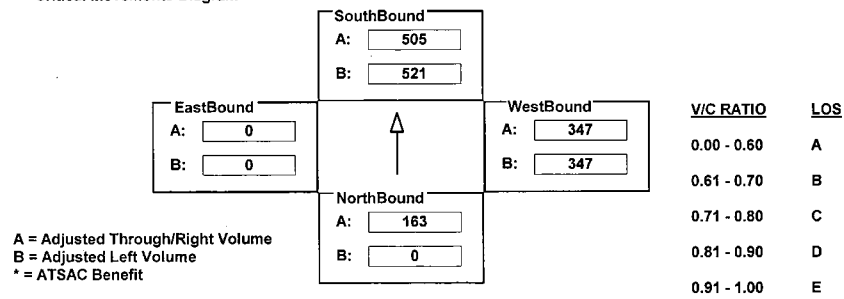 SouthBound
A: 505
B: 521
EastBound
A: 0
B: 0
WestBound
A: 347
B: 347
NorthBound
A: 163
B: 0
A = Adjusted Through/Right Volume
B = Adjusted Left Volume
* = ATSAC Benefit
V/C RATIO LOS
0.00 - 0.60 A
0.61 - 0.70 B
0.71 - 0.80 C
0.81 - 0.90 D
0.91 - 1.00 E